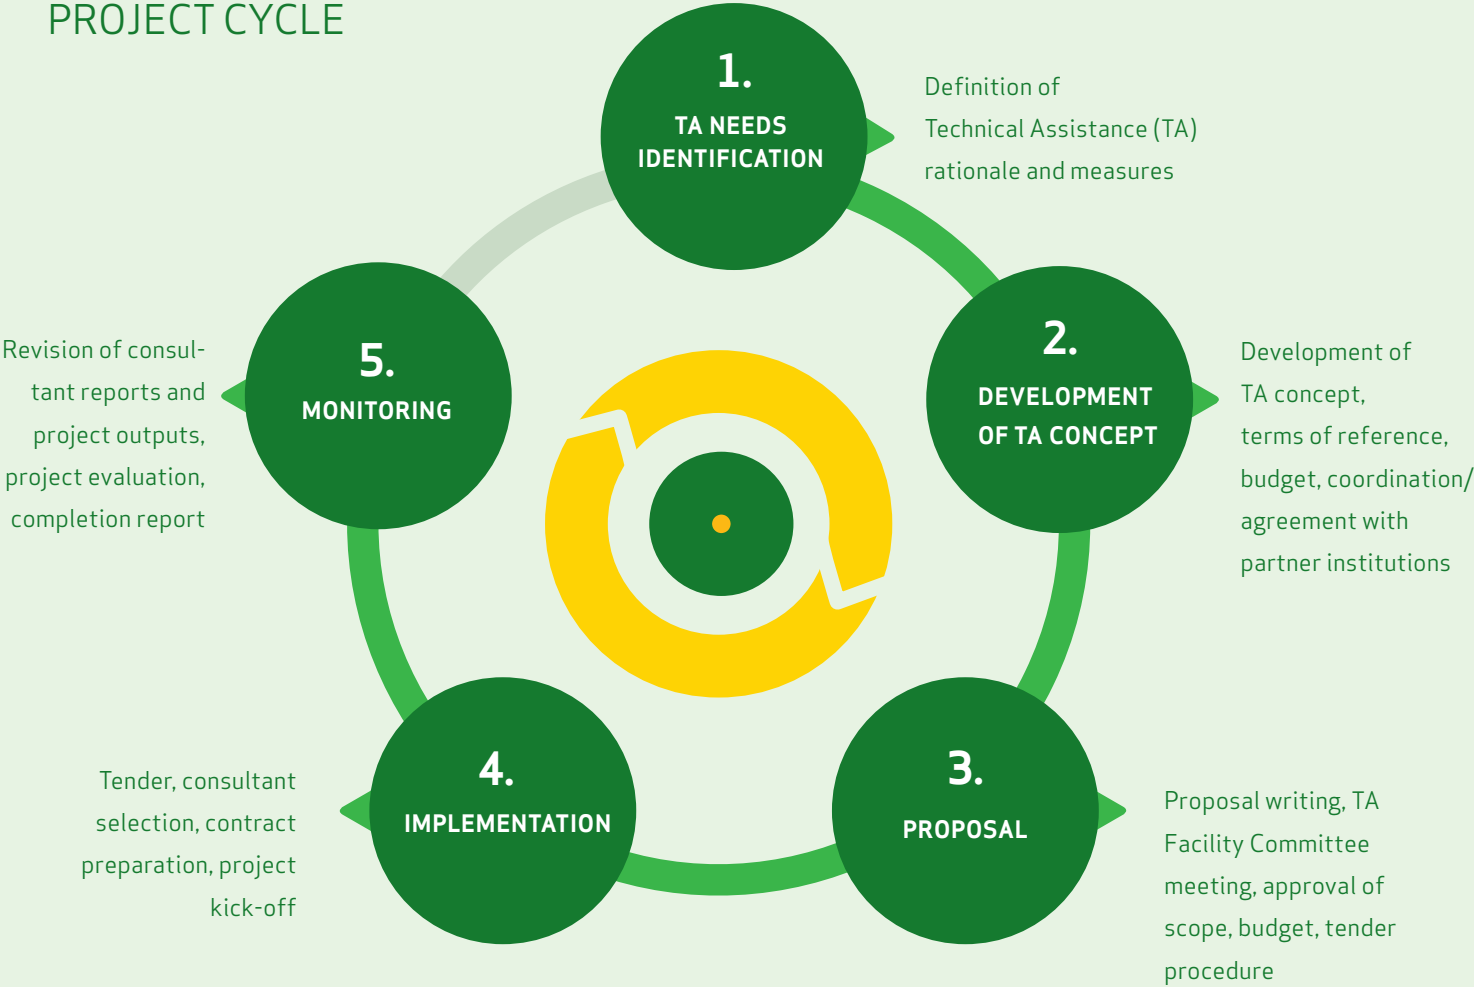 PROJECT CYCLE
1.
TA NEEDS
IDENTIFICATION
Definition of
Technical Assistance (TA)
rationale and measures
2.
DEVELOPMENT
OF TA CONCEPT
Development of
TA concept,
terms of reference,
budget, coordination/
agreement with
partner institutions
3.
PROPOSAL
Proposal writing, TA
Facility Committee
meeting, approval of
scope, budget, tender
procedure
4.
IMPLEMENTATION
Tender, consultant
selection, contract
preparation, project
kick-off
5.
MONITORING
Revision of consul-
tant reports and
project outputs,
project evaluation,
completion report